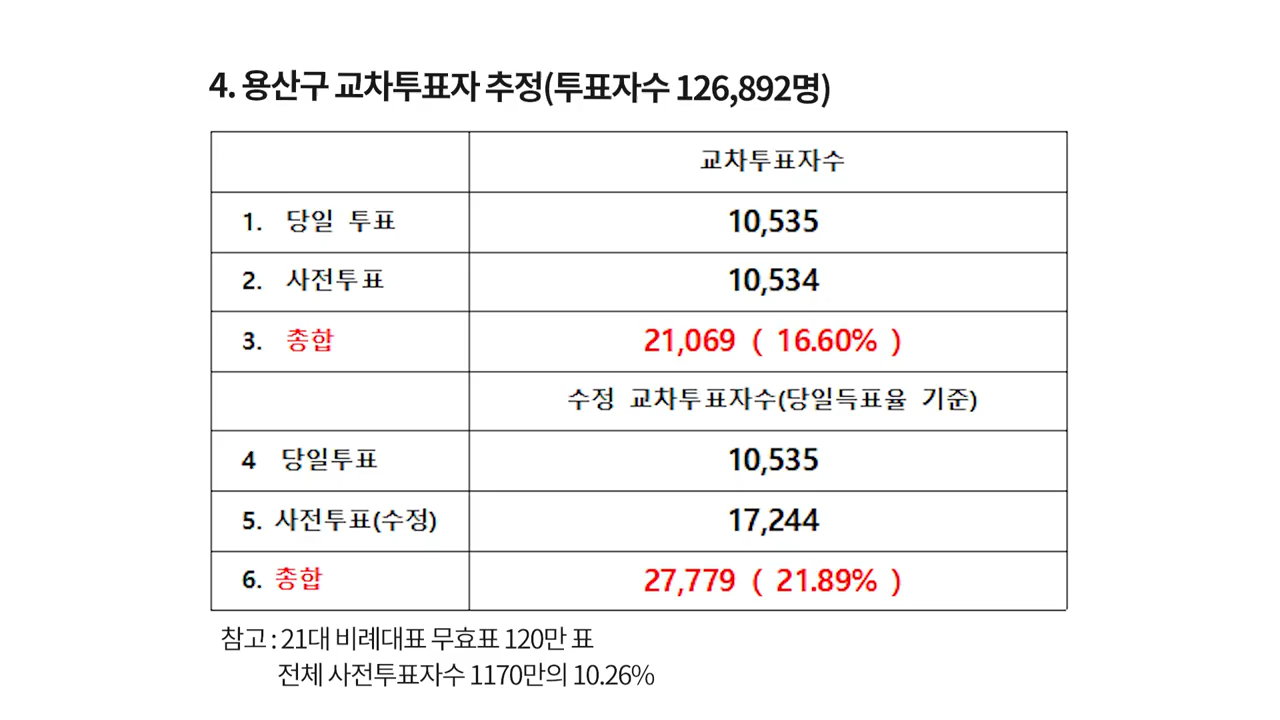 4. 용산구 교차투표자 추정(투표자수 126,892명)
교차투표자수
1. 당일 투표 10,535
2. 사전투표 10,534
3. 총합 21,069 ( 16.60% )
수정 교차투표자수(당일득표율 기준)
4 당일투표 10,535
5. 사전투표(수정) 17,244
6. 총합 27,779 ( 21.89% )
참고 : 21대 비례대표 무효표 120만 표
전체 사전투표자수 1170만의 10.26%